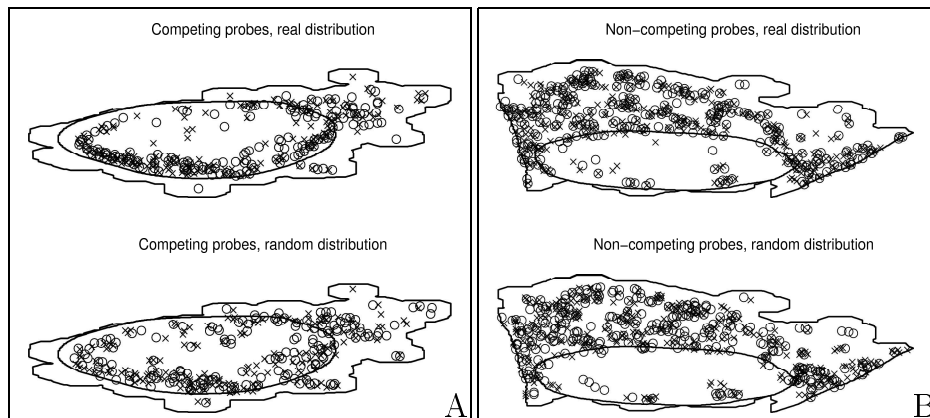 Competing probes, real distribution
Competing probes, random distribution
A
Non−competing probes, real distribution
Non−competing probes, random distribution
B